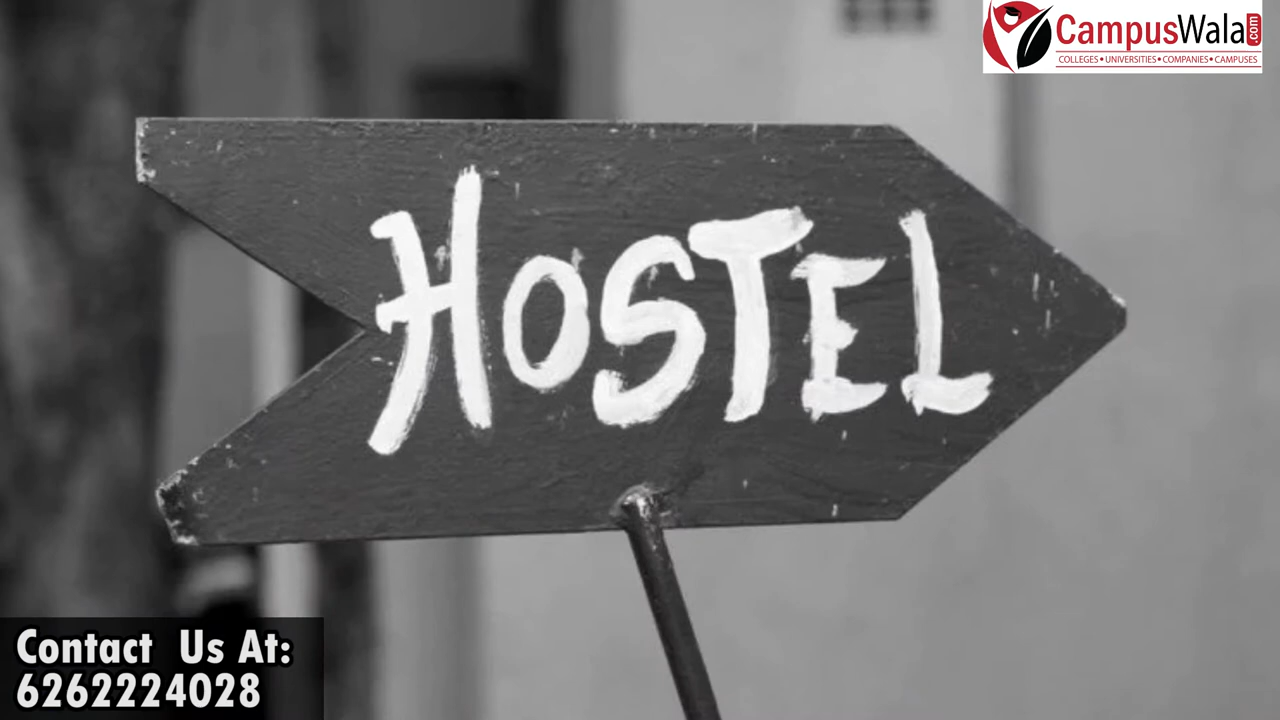 CampusWala.com
COLLEGES • UNIVERSITIES • COMPANIES • CAMPUSES
HOSTEL
Contact Us At:
6262224028